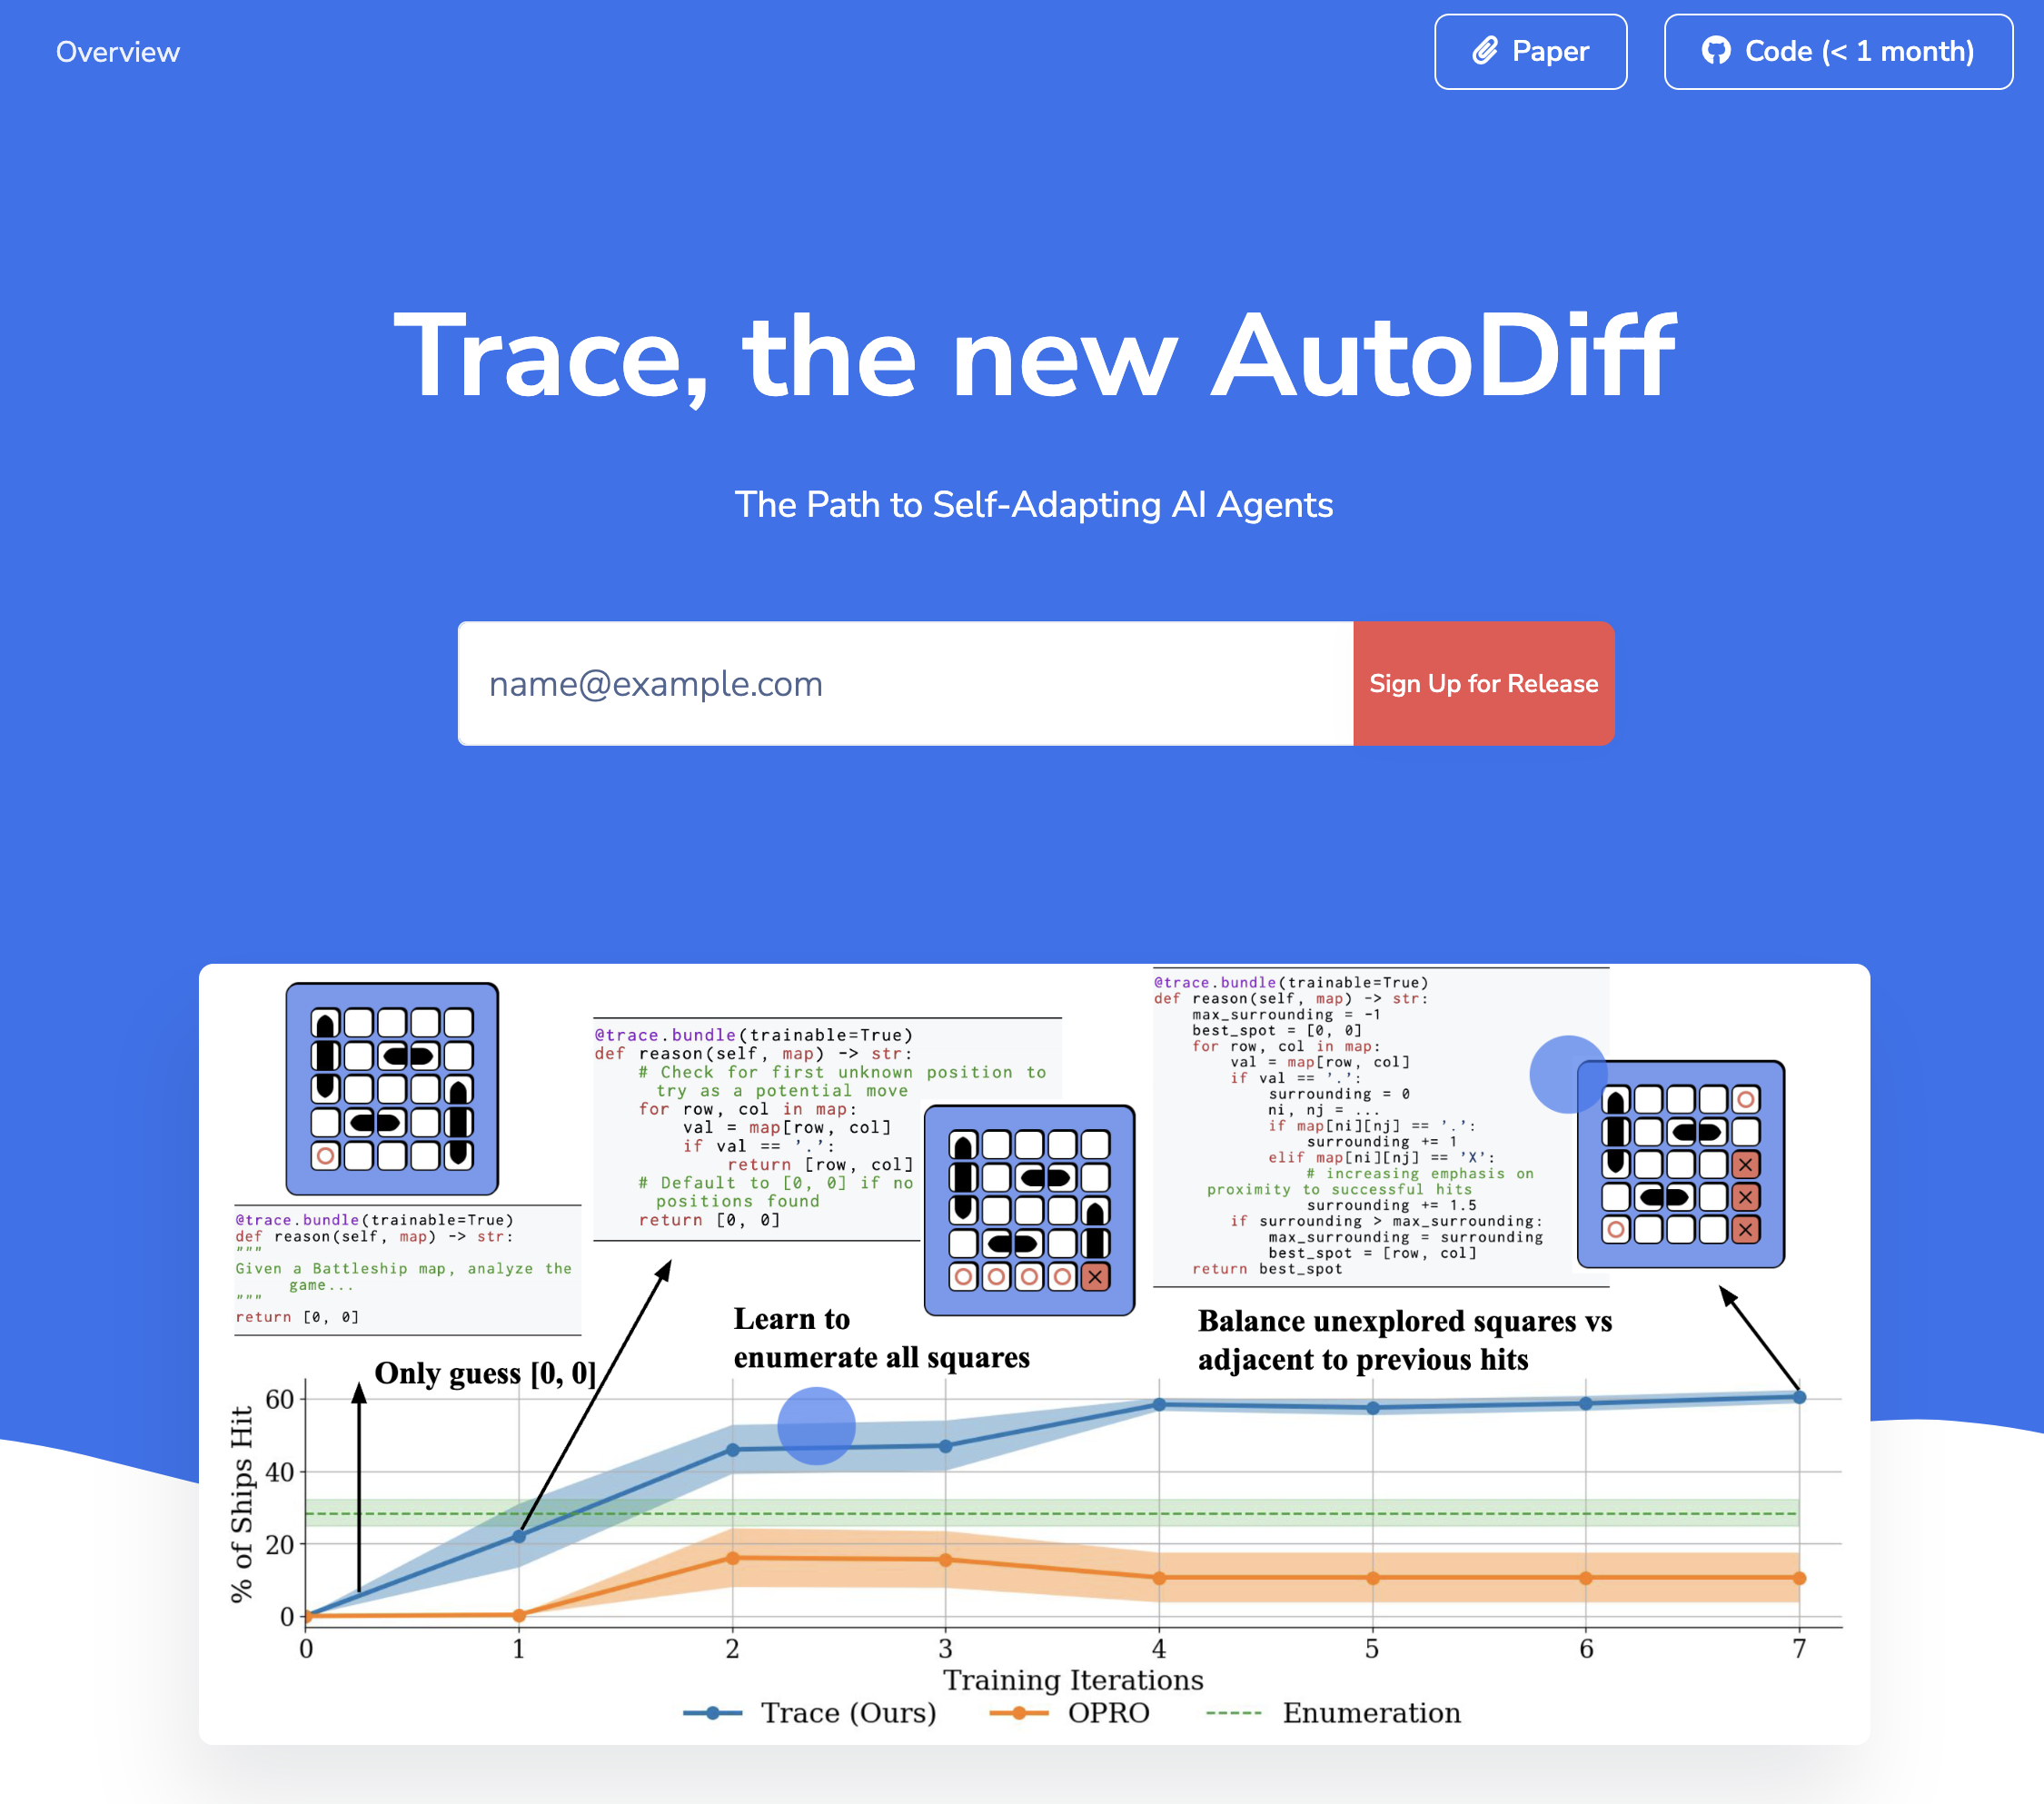 Overview
Paper
Code (< 1 month)
Trace, the new AutoDiff
The Path to Self-Adapting AI Agents
name@example.com
Sign Up for Release
@trace.bundle(trainable=True)
def reason(self, map) -> str:
"""
Given a Battleship map, analyze the
game...
"""
return [0, 0]
Only guess [0, 0]
@trace.bundle(trainable=True)
def reason(self, map) -> str:
# Check for first unknown position to
try as a potential move
for row, col in map:
val = map[row, col]
if val == '.':
return [row, col]
# Default to [0, 0] if no
positions found
return [0, 0]
Learn to
enumerate all squares
@trace.bundle(trainable=True)
def reason(self, map) -> str:
max_surrounding = -1
best_spot = [0, 0]
for row, col in map:
val = map[row, col]
if val == '.':
surrounding = 0
ni, nj = ...
if map[ni][nj] == '.':
surrounding += 1
elif map[ni][nj] == 'X':
# increasing emphasis on
proximity to successful hits
surrounding += 1.5
if surrounding > max_surrounding:
max_surrounding = surrounding
best_spot = [row, col]
return best_spot
Balance unexplored squares vs
adjacent to previous hits
% of Ships Hit
60
40
20
0
0 1 2 3 4 5 6 7
Training Iterations
Trace (Ours) OPRO Enumeration